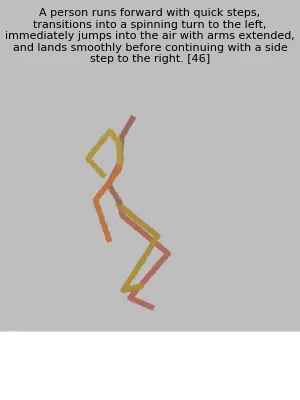 A person runs forward with quick steps,
transitions into a spinning turn to the left,
immediately jumps into the air with arms extended,
and lands smoothly before continuing with a side
step to the right. [46]